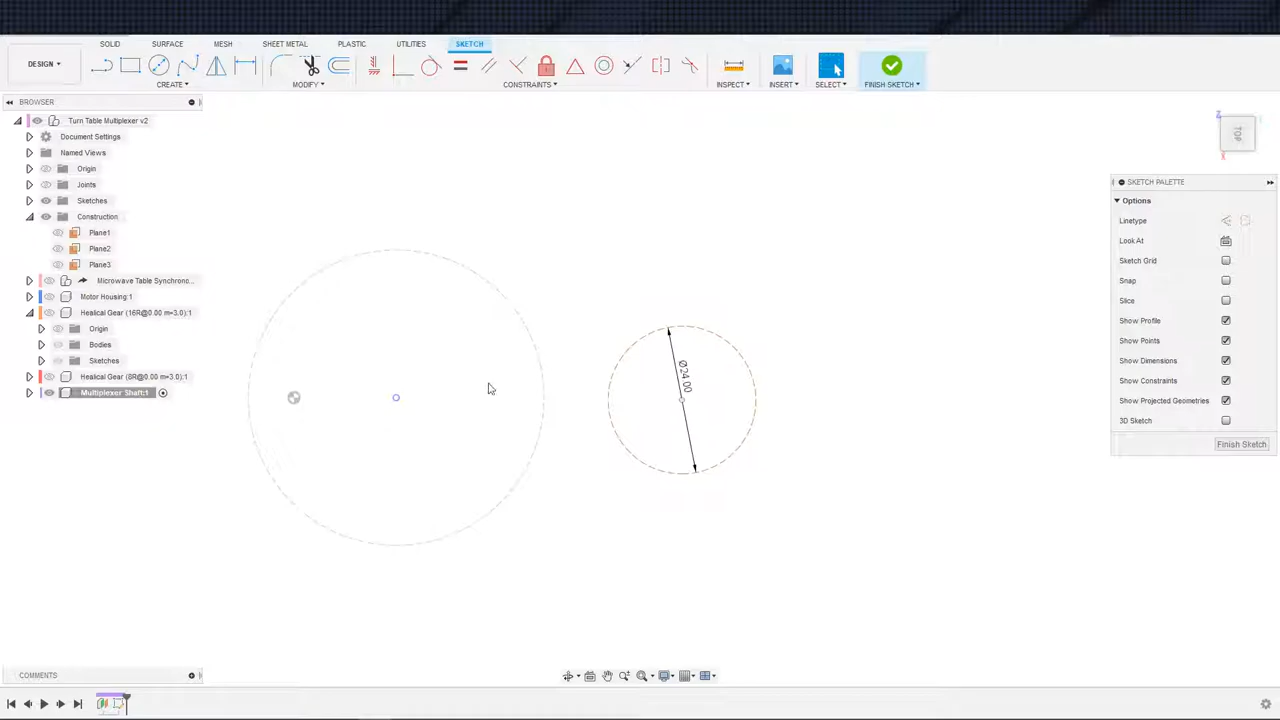 SOLID SURFACE MESH SHEET METAL PLASTIC UTILITIES SKETCH
DESIGN
CREATE MODIFY CONSTRAINTS INSPECT INSERT SELECT FINISH SKETCH
BROWSER
Turn Table Multiplexer v2
Document Settings
Named Views
Origin
Joints
Sketches
Construction
Plane1
Plane2
Plane3
Microwave Table Synchrono...
Motor Housing:1
Healical Gear (16R@0.00 m=3.0):1
Origin
Bodies
Sketches
Healical Gear (8R@0.00 m=3.0):1
Multiplexer Shaft:1
Ø24.00
TOP
Z
X
SKETCH PALETTE
Options
Linetype
Look At
Sketch Grid
Snap
Slice
Show Profile
Show Points
Show Dimensions
Show Constraints
Show Projected Geometries
3D Sketch
Finish Sketch
COMMENTS